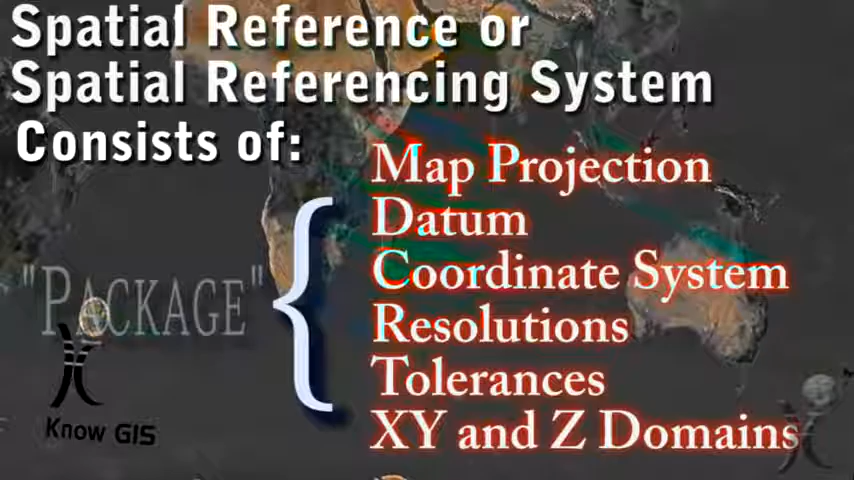 Spatial Reference or
Spatial Referencing System
Consists of:
"PACKAGE"
Map Projection
Datum
Coordinate System
Resolutions
Tolerances
XY and Z Domains
Know GIS